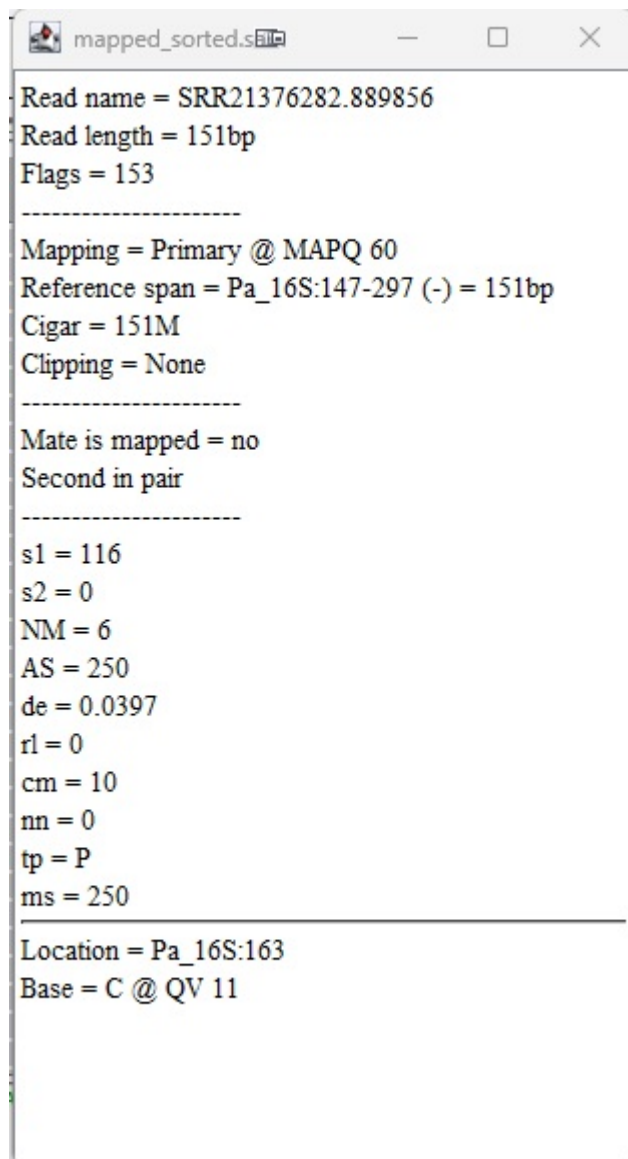 mapped_sorted.sa
Read name = SRR21376282.889856
Read length = 151bp
Flags = 153
----------------------
Mapping = Primary @ MAPQ 60
Reference span = Pa_16S:147-297 (-) = 151bp
Cigar = 151M
Clipping = None
----------------------
Mate is mapped = no
Second in pair
----------------------
s1 = 116
s2 = 0
NM = 6
AS = 250
de = 0.0397
rl = 0
cm = 10
nn = 0
tp = P
ms = 250
Location = Pa_16S:163
Base = C @ QV 11